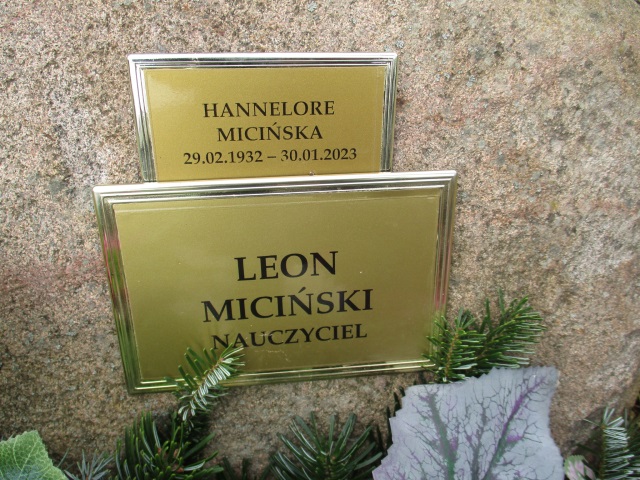 HANNELORE
MICIŃSKA
29.02.1932 – 30.01.2023
LEON
MICIŃSKI
NAUCZYCIEL